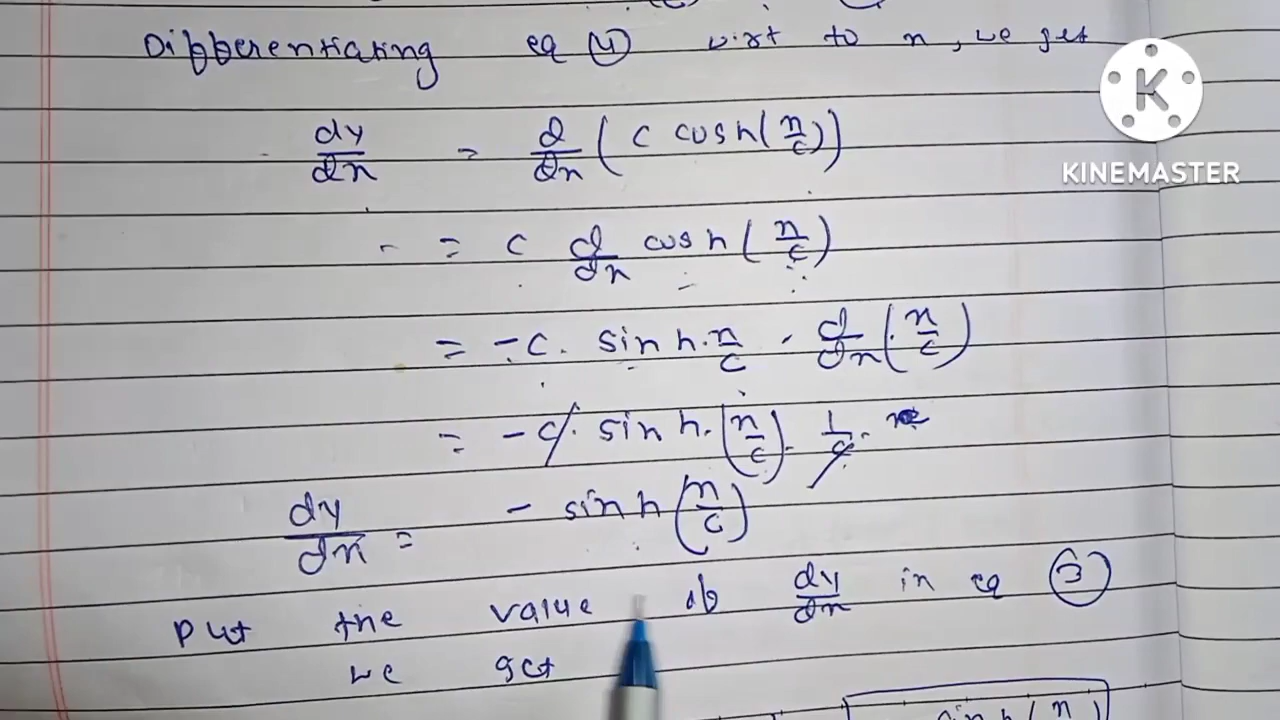 Differentiating eq (4) w.r.t to x, we get
dy/dx = d/dx (c cosh(x/c))
= c d/dx cosh(x/c)
= -c. sinh.x/c . d/dx(x/c)
= -c. sinh.(x/c). 1/c.
dy/dx = - sinh(x/c)
Put the value of dy/dx in eq (3)
we get
sinh(x
K
KINEMASTER